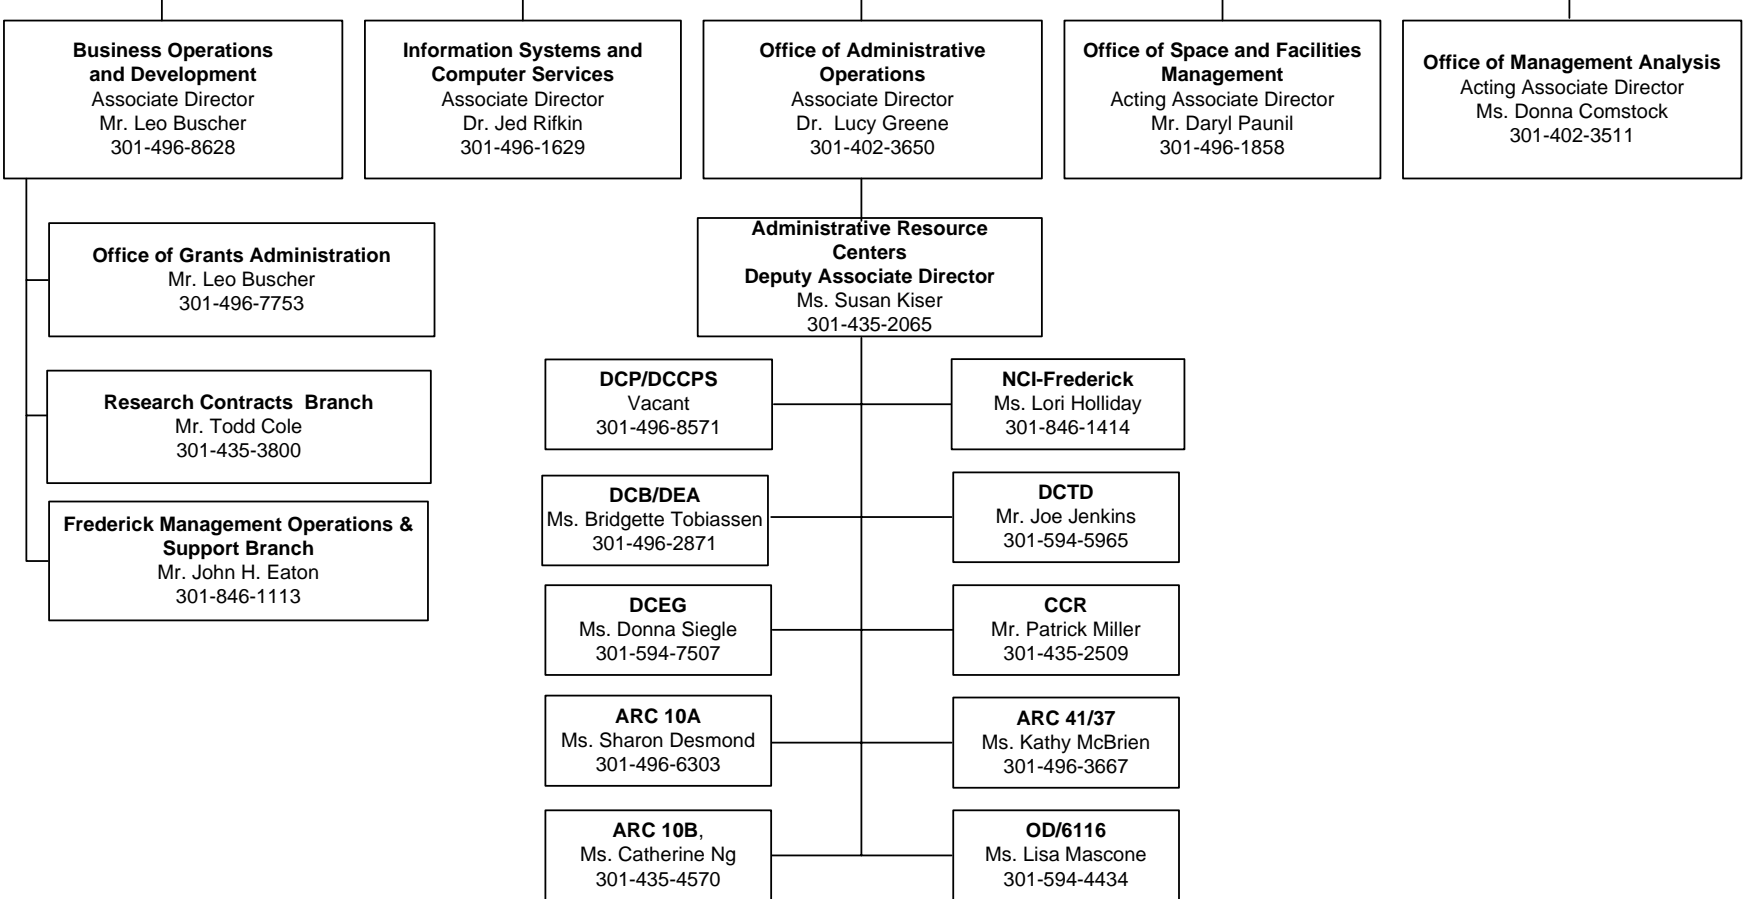 Business Operations
and Development
Associate Director
Mr. Leo Buscher
301-496-8628
Information Systems and
Computer Services
Associate Director
Dr. Jed Rifkin
301-496-1629
Office of Administrative
Operations
Associate Director
Dr.  Lucy Greene
301-402-3650
Office of Space and Facilities
Management
Acting Associate Director
Mr. Daryl Paunil
301-496-1858
Office of Management Analysis
Acting Associate Director
Ms. Donna Comstock
301-402-3511
Office of Grants Administration
Mr. Leo Buscher
301-496-7753
Research Contracts  Branch
Mr. Todd Cole
301-435-3800
Frederick Management Operations &
Support Branch
Mr. John H. Eaton
301-846-1113
Administrative Resource
Centers
Deputy Associate Director
Ms. Susan Kiser
301-435-2065
DCP/DCCPS
Vacant
301-496-8571
NCI-Frederick
Ms. Lori Holliday
301-846-1414
DCB/DEA
Ms. Bridgette Tobiassen
301-496-2871
DCTD
Mr. Joe Jenkins
301-594-5965
DCEG
Ms. Donna Siegle
301-594-7507
CCR
Mr. Patrick Miller
301-435-2509
ARC 10A
Ms. Sharon Desmond
301-496-6303
ARC 41/37
Ms. Kathy McBrien
301-496-3667
ARC 10B,
Ms. Catherine Ng
301-435-4570
OD/6116
Ms. Lisa Mascone
301-594-4434